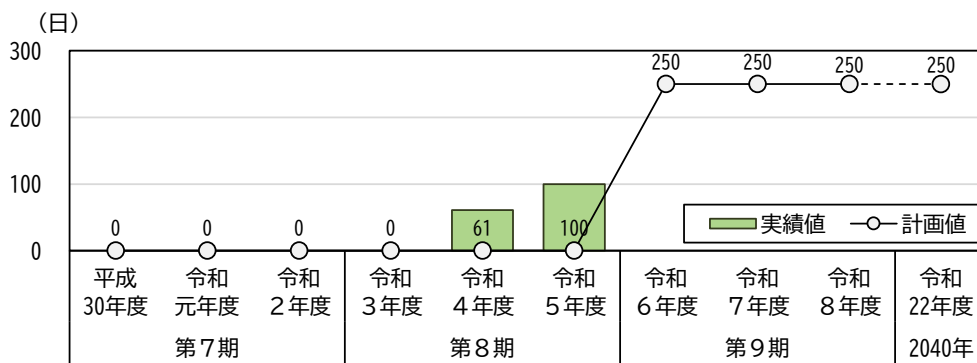 (日)
300
200
100
0
0 0 0 0 61 100 250 250 250 250
実績値 計画値
平成 令和 令和 令和 令和 令和 令和 令和 令和 令和
30年度 元年度 2年度 3年度 4年度 5年度 6年度 7年度 8年度 22年度
第7期 第8期 第9期 2040年